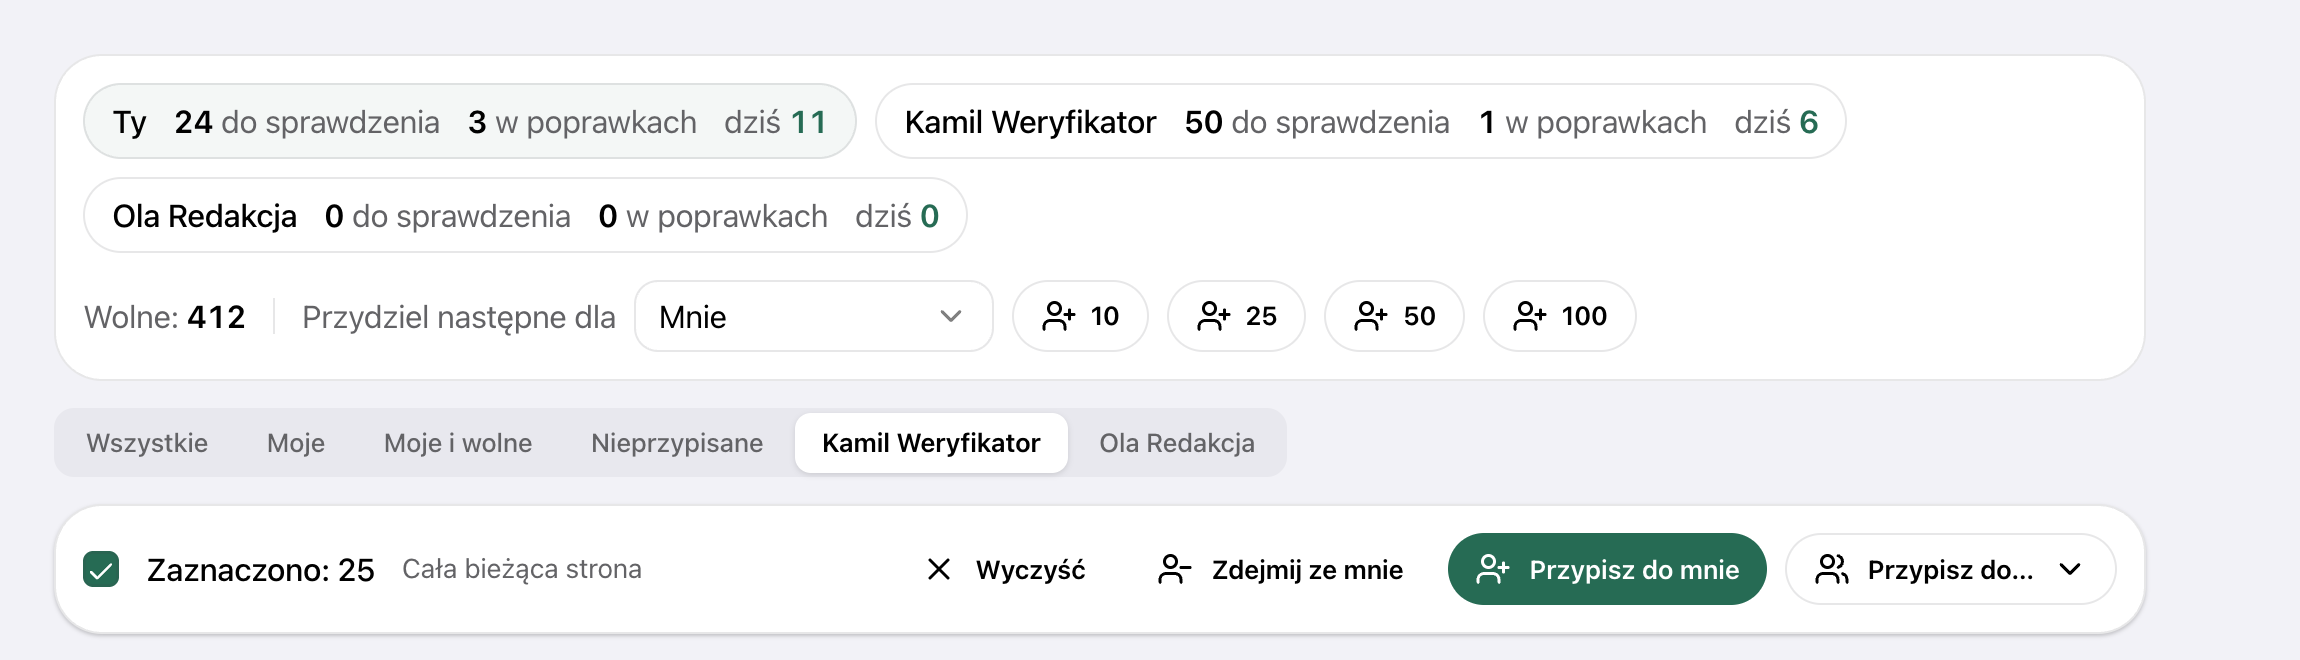 Ty 24 do sprawdzenia 3 w poprawkach dziś 11
Kamil Weryfikator 50 do sprawdzenia 1 w poprawkach dziś 6
Ola Redakcja 0 do sprawdzenia 0 w poprawkach dziś 0
Wolne: 412 Przydziel następne dla Mnie 10 25 50 100
Wszystkie Moje Moje i wolne Nieprzypisane Kamil Weryfikator Ola Redakcja
Zaznaczono: 25 Cała bieżąca strona Wyczyść Zdejmij ze mnie Przypisz do mnie Przypisz do...